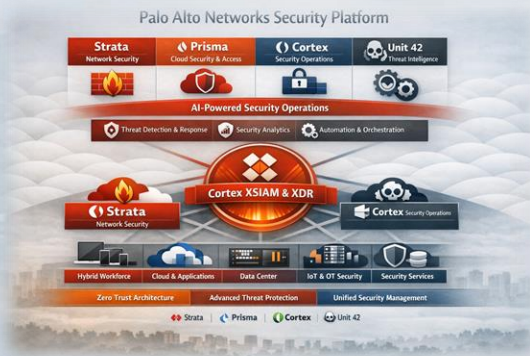 Palo Alto Networks Security Platform
Strata
Network Security
Prisma
Cloud Security & Access
Cortex
Security Operations
Unit 42
Threat Intelligence
AI-Powered Security Operations
Threat Detection & Response
Security Analytics
Automation & Orchestration
Cortex XSIAM & XDR
Strata
Network Security
Cortex Security Operations
Hybrid Workforce
Cloud & Applications
Data Center
IoT & OT Security
Security Services
Zero Trust Architecture
Advanced Threat Protection
Unified Security Management
Strata | Prisma | Cortex | Unit 42